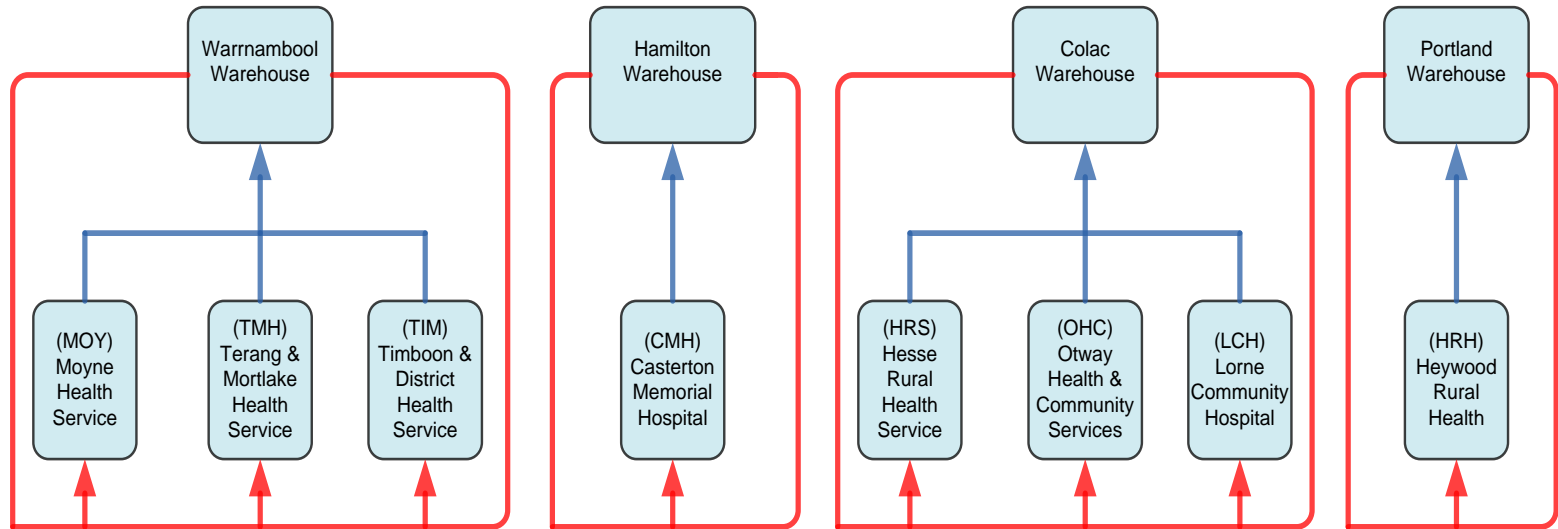 Warrnambool
Warehouse
Hamilton
Warehouse
Colac
Warehouse
Portland
Warehouse
(MOY)
Moyne
Health
Service
(TMH)
Terang &
Mortlake
Health
Service
(TIM)
Timboon &
District
Health
Service
(CMH)
Casterton
Memorial
Hospital
(HRS)
Hesse
Rural
Health
Service
(OHC)
Otway
Health &
Community
Services
(LCH)
Lorne
Community
Hospital
(HRH)
Heywood
Rural
Health